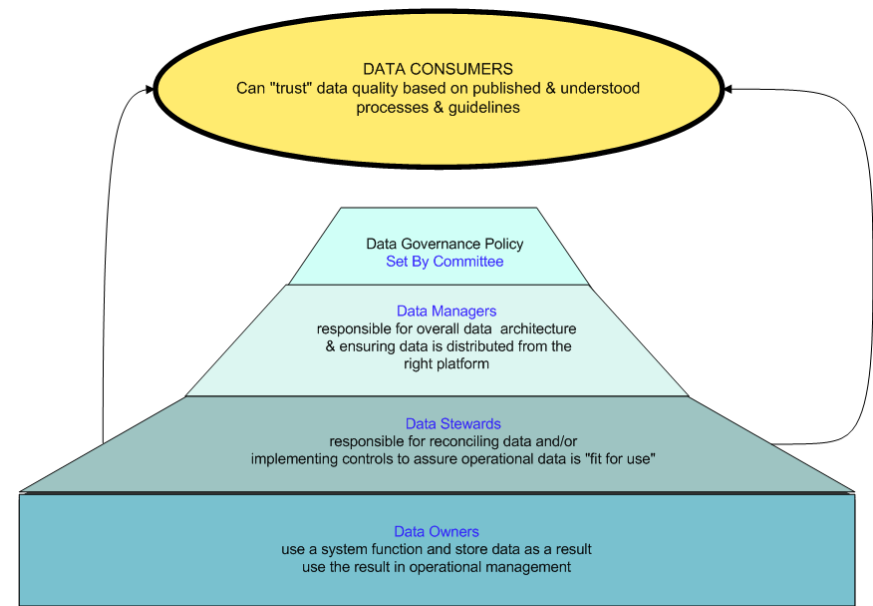 DATA CONSUMERS
Can "trust" data quality based on published & understood
processes & guidelines
Data Governance Policy
Set By Committee
Data Managers
responsible for overall data architecture
& ensuring data is distributed from the
right platform
Data Stewards
responsible for reconciling data and/or
implementing controls to assure operational data is "fit for use"
Data Owners
use a system function and store data as a result
use the result in operational management